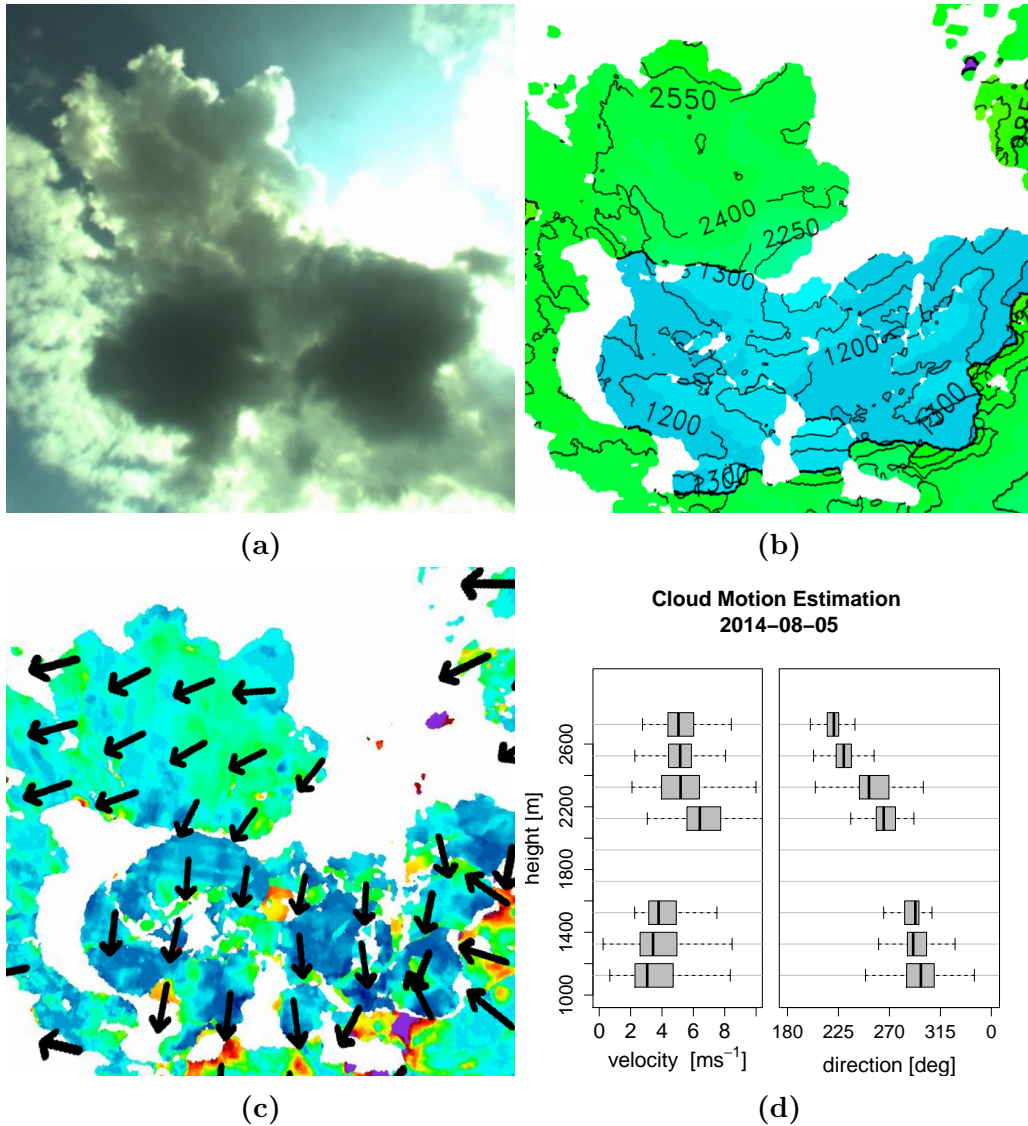 2550
2400
2250
1300
1200
1200
1300
1300
(a)
(b)
Cloud Motion Estimation
2014−08−05
height [m]
2600
2200
1800
1400
1000
0 2 4 6 8
180 225 270 315 0
velocity [ms⁻¹]
direction [deg]
(c)
(d)